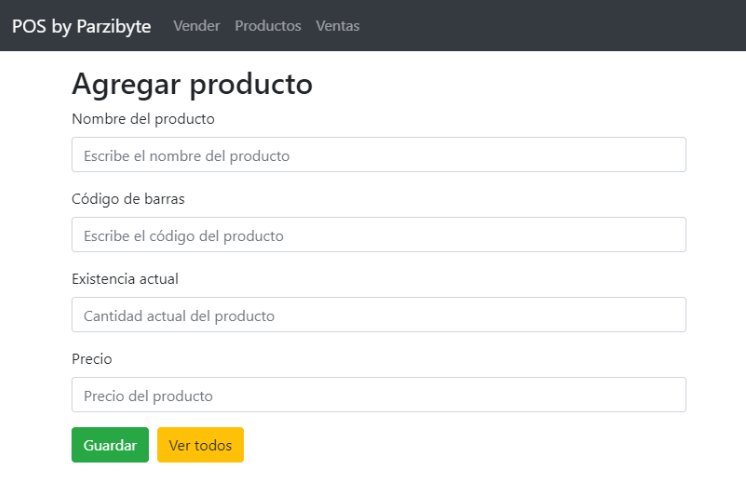 POS by Parzibyte Vender Productos Ventas
Agregar producto
Nombre del producto
Escribe el nombre del producto
Código de barras
Escribe el código del producto
Existencia actual
Cantidad actual del producto
Precio
Precio del producto
Guardar Ver todos